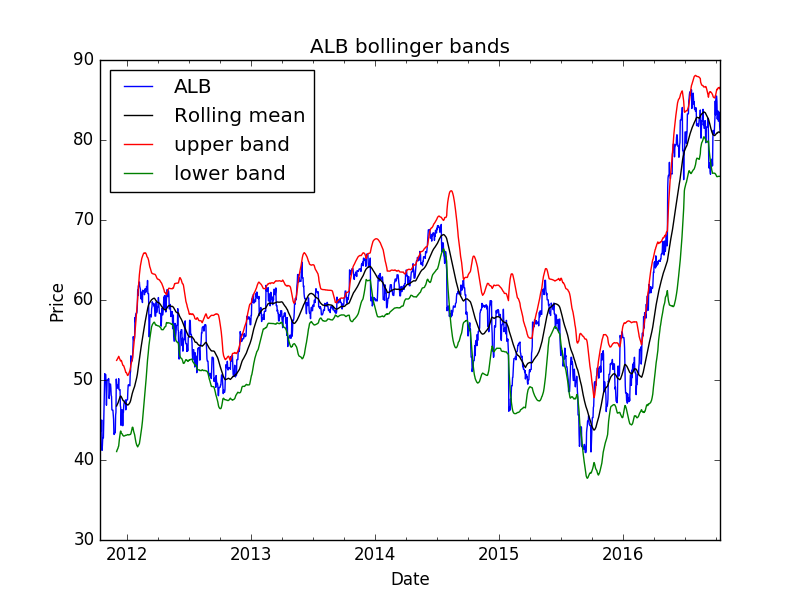 ALB bollinger bands
90
80
70
60
50
40
30
Price
ALB
Rolling mean
upper band
lower band
2012 2013 2014 2015 2016
Date